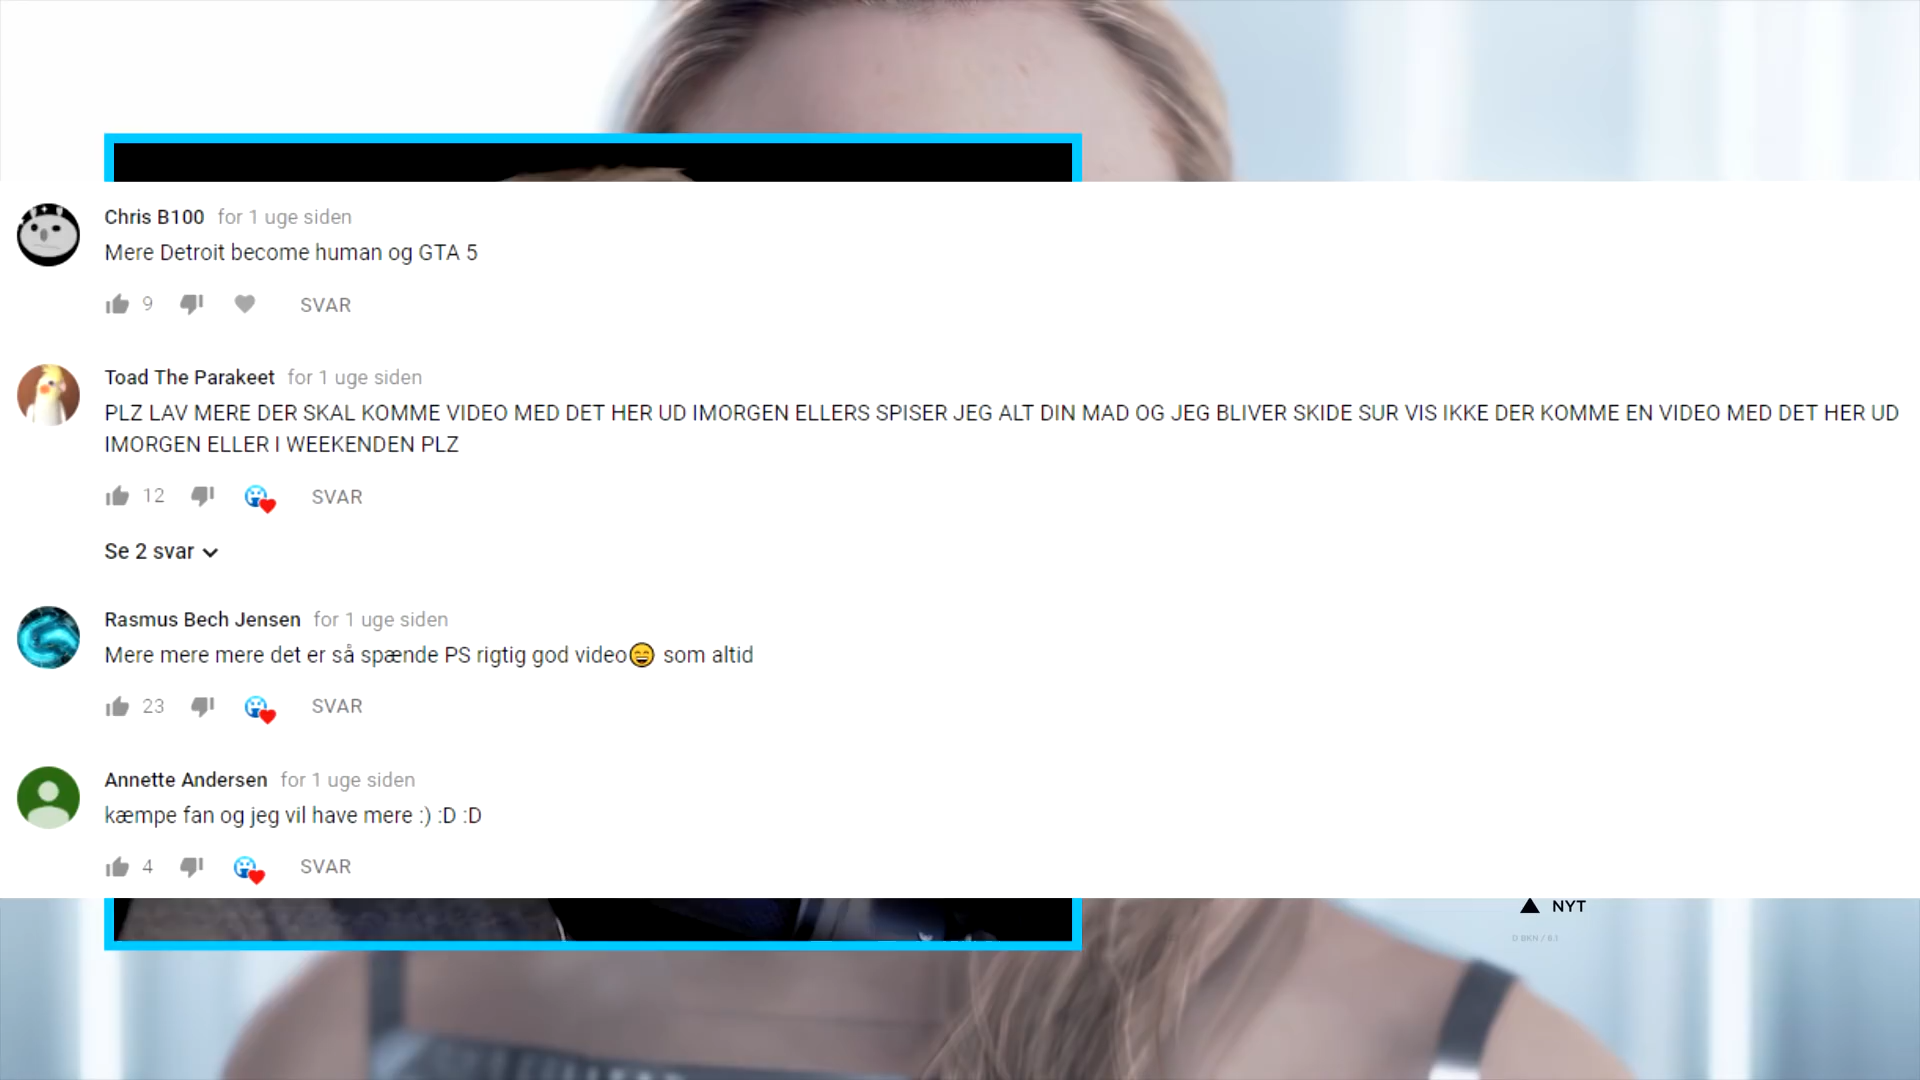 Chris B100 for 1 uge siden
Mere Detroit become human og GTA 5
9 SVAR
Toad The Parakeet for 1 uge siden
PLZ LAV MERE DER SKAL KOMME VIDEO MED DET HER UD IMORGEN ELLERS SPISER JEG ALT DIN MAD OG JEG BLIVER SKIDE SUR VIS IKKE DER KOMME EN VIDEO MED DET HER UD
IMORGEN ELLER I WEEKENDEN PLZ
12 SVAR
Se 2 svar
Rasmus Bech Jensen for 1 uge siden
Mere mere mere det er så spænde PS rigtig god video😄 som altid
23 SVAR
Annette Andersen for 1 uge siden
kæmpe fan og jeg vil have mere :) :D :D
4 SVAR
NYT